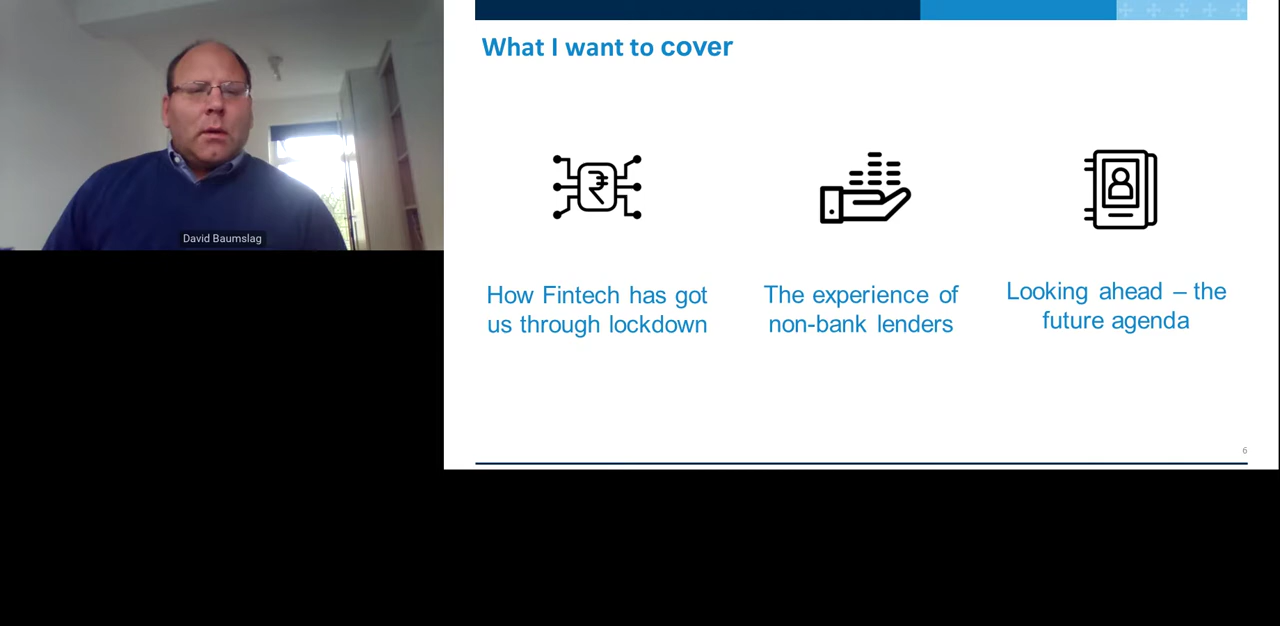 What I want to cover
David Baumslag
How Fintech has got
us through lockdown
The experience of
non-bank lenders
Looking ahead – the
future agenda
₹
6